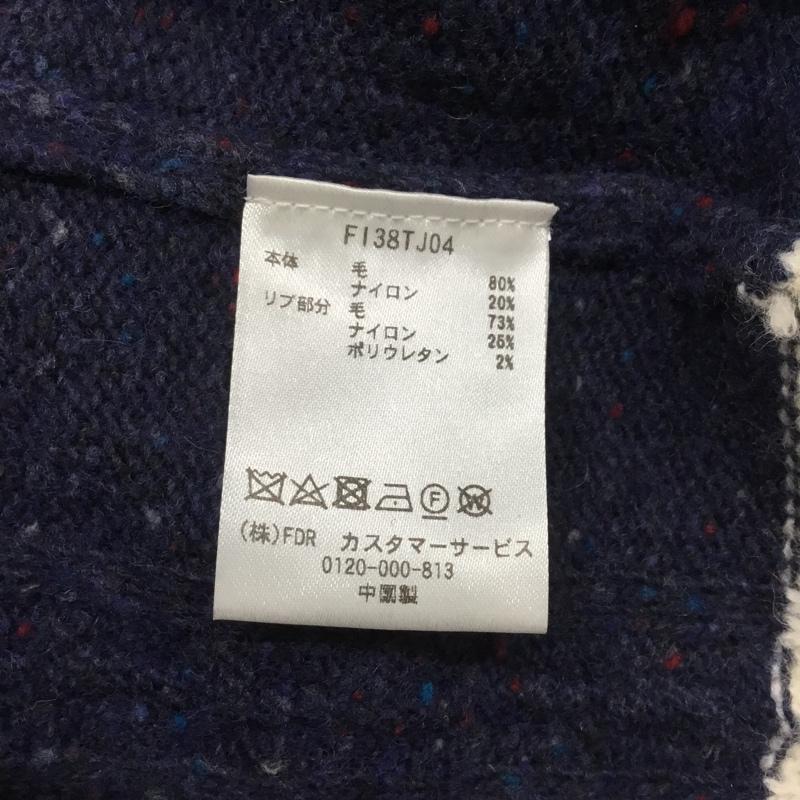 FI38TJ04
本体 毛 80%
ナイロン 20%
リブ部分 毛 73%
ナイロン 25%
ポリウレタン 2%
F W
(株)FDR カスタマーサービス
0120-000-813
中国製